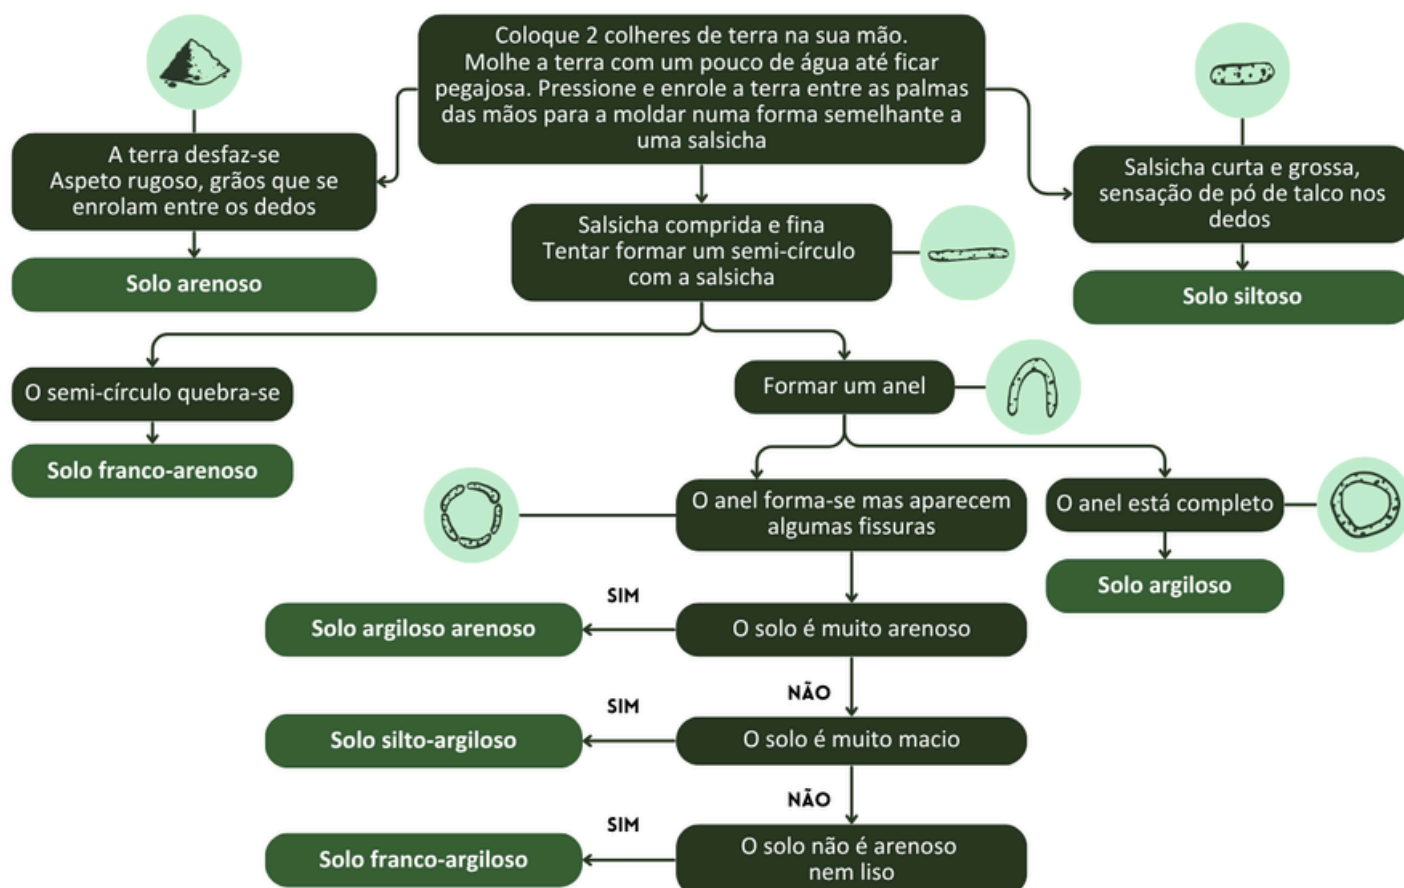 Coloque 2 colheres de terra na sua mão.
Molhe a terra com um pouco de água até ficar
pegajosa. Pressione e enrole a terra entre as palmas
das mãos para a moldar numa forma semelhante a
uma salsicha
A terra desfaz-se
Aspeto rugoso, grãos que se
enrolam entre os dedos
Solo arenoso
Salsicha comprida e fina
Tentar formar um semi-círculo
com a salsicha
Salsicha curta e grossa,
sensação de pó de talco nos
dedos
Solo siltoso
O semi-círculo quebra-se
Solo franco-arenoso
Formar um anel
O anel forma-se mas aparecem
algumas fissuras
O anel está completo
Solo argiloso
O solo é muito arenoso
SIM
Solo argiloso arenoso
NÃO
O solo é muito macio
SIM
Solo silto-argiloso
NÃO
O solo não é arenoso
nem liso
SIM
Solo franco-argiloso